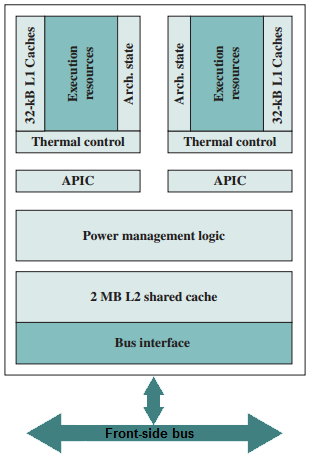 32-kB L1 Caches
Execution
resources
Arch. state
Arch. state
Execution
resources
32-kB L1 Caches
Thermal control
Thermal control
APIC
APIC
Power management logic
2 MB L2 shared cache
Bus interface
Front-side bus